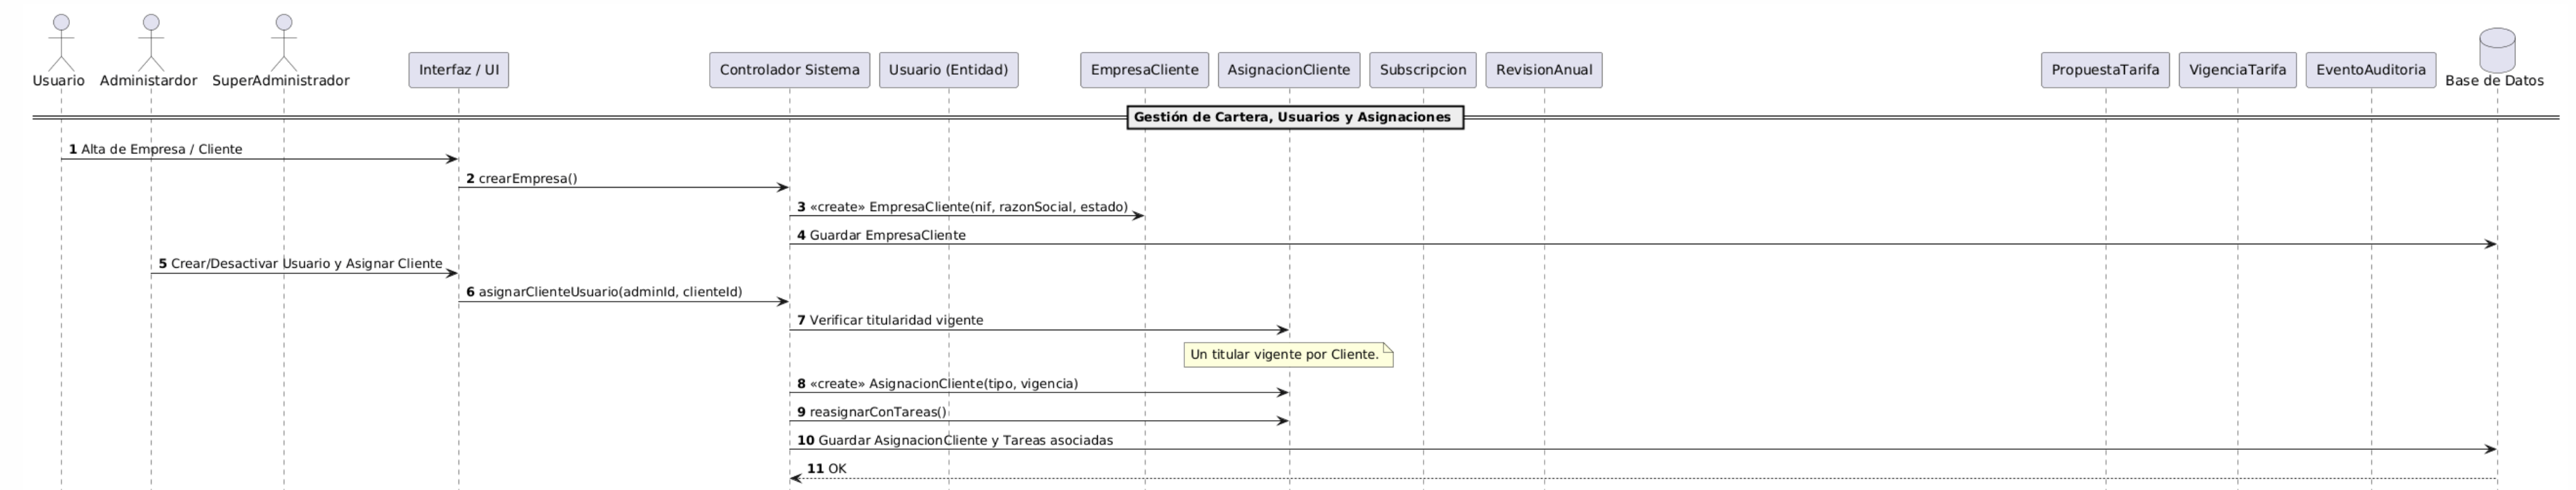 Usuario
Administardor
SuperAdministrador
Interfaz / UI
Controlador Sistema
Usuario (Entidad)
EmpresaCliente
AsignacionCliente
Subscripcion
RevisionAnual
PropuestaTarifa
VigenciaTarifa
EventoAuditoria
Base de Datos
Gestión de Cartera, Usuarios y Asignaciones
1 Alta de Empresa / Cliente
2 crearEmpresa()
3 «create» EmpresaCliente(nif, razonSocial, estado)
4 Guardar EmpresaCliente
5 Crear/Desactivar Usuario y Asignar Cliente
6 asignarClienteUsuario(adminId, clienteId)
7 Verificar titularidad vigente
Un titular vigente por Cliente.
8 «create» AsignacionCliente(tipo, vigencia)
9 reasignarConTareas()
10 Guardar AsignacionCliente y Tareas asociadas
11 OK